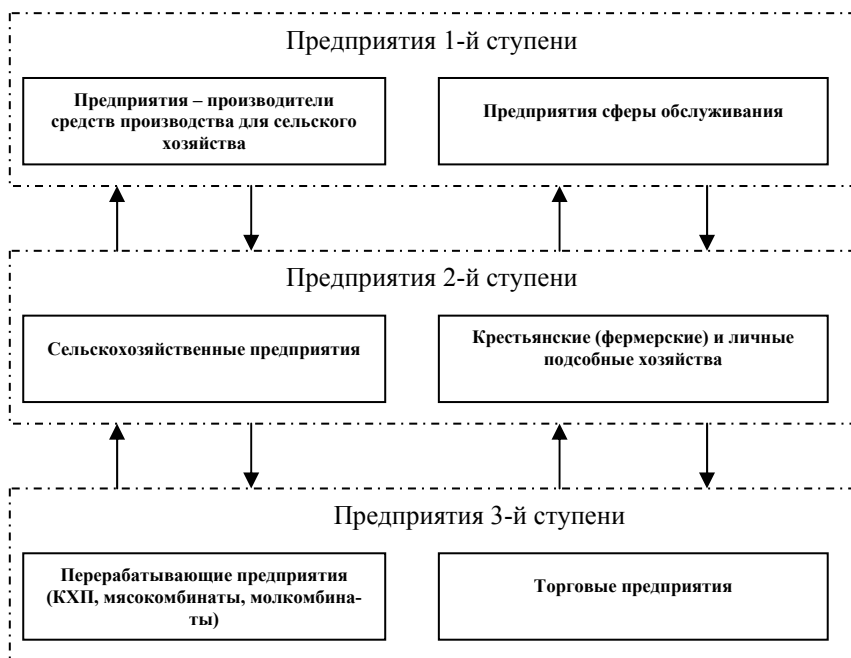 Предприятия 1-й ступени
Предприятия – производители
средств производства для сельского
хозяйства
Предприятия сферы обслуживания
Предприятия 2-й ступени
Сельскохозяйственные предприятия
Крестьянские (фермерские) и личные
подсобные хозяйства
Предприятия 3-й ступени
Перерабатывающие предприятия
(КХП, мясокомбинаты, молкомбина-
ты)
Торговые предприятия